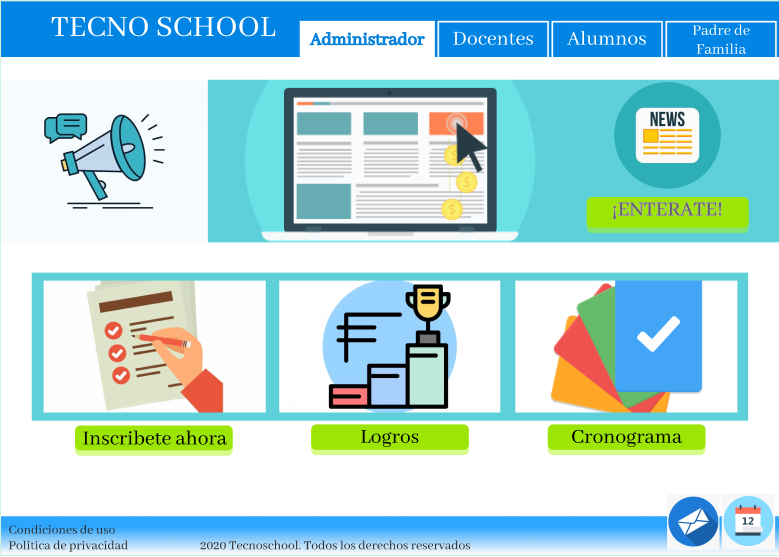 TECNO SCHOOL
Administrador
Docentes
Alumnos
Padre de
Familia
NEWS
¡ENTERATE!
Inscribete ahora
Logros
Cronograma
12
Condiciones de uso
Politica de privacidad
2020 Tecnoschool. Todos los derechos reservados